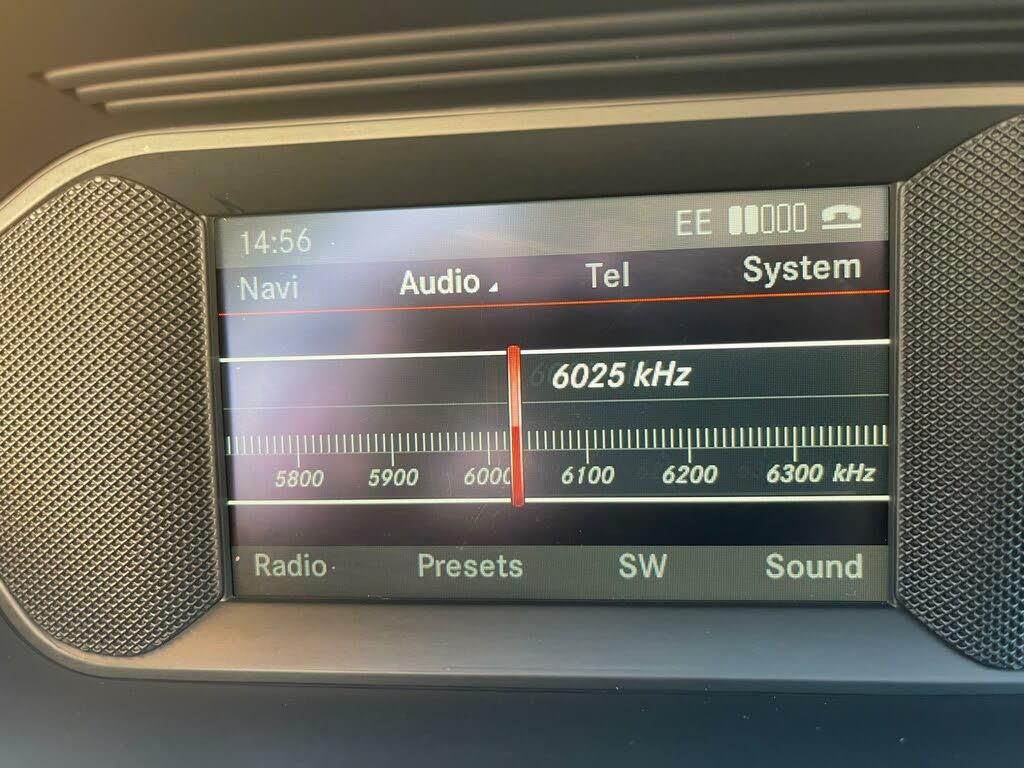 14:56 EE
Navi Audio Tel System
6025 kHz
5800 5900 6000 6100 6200 6300 kHz
Radio Presets SW Sound